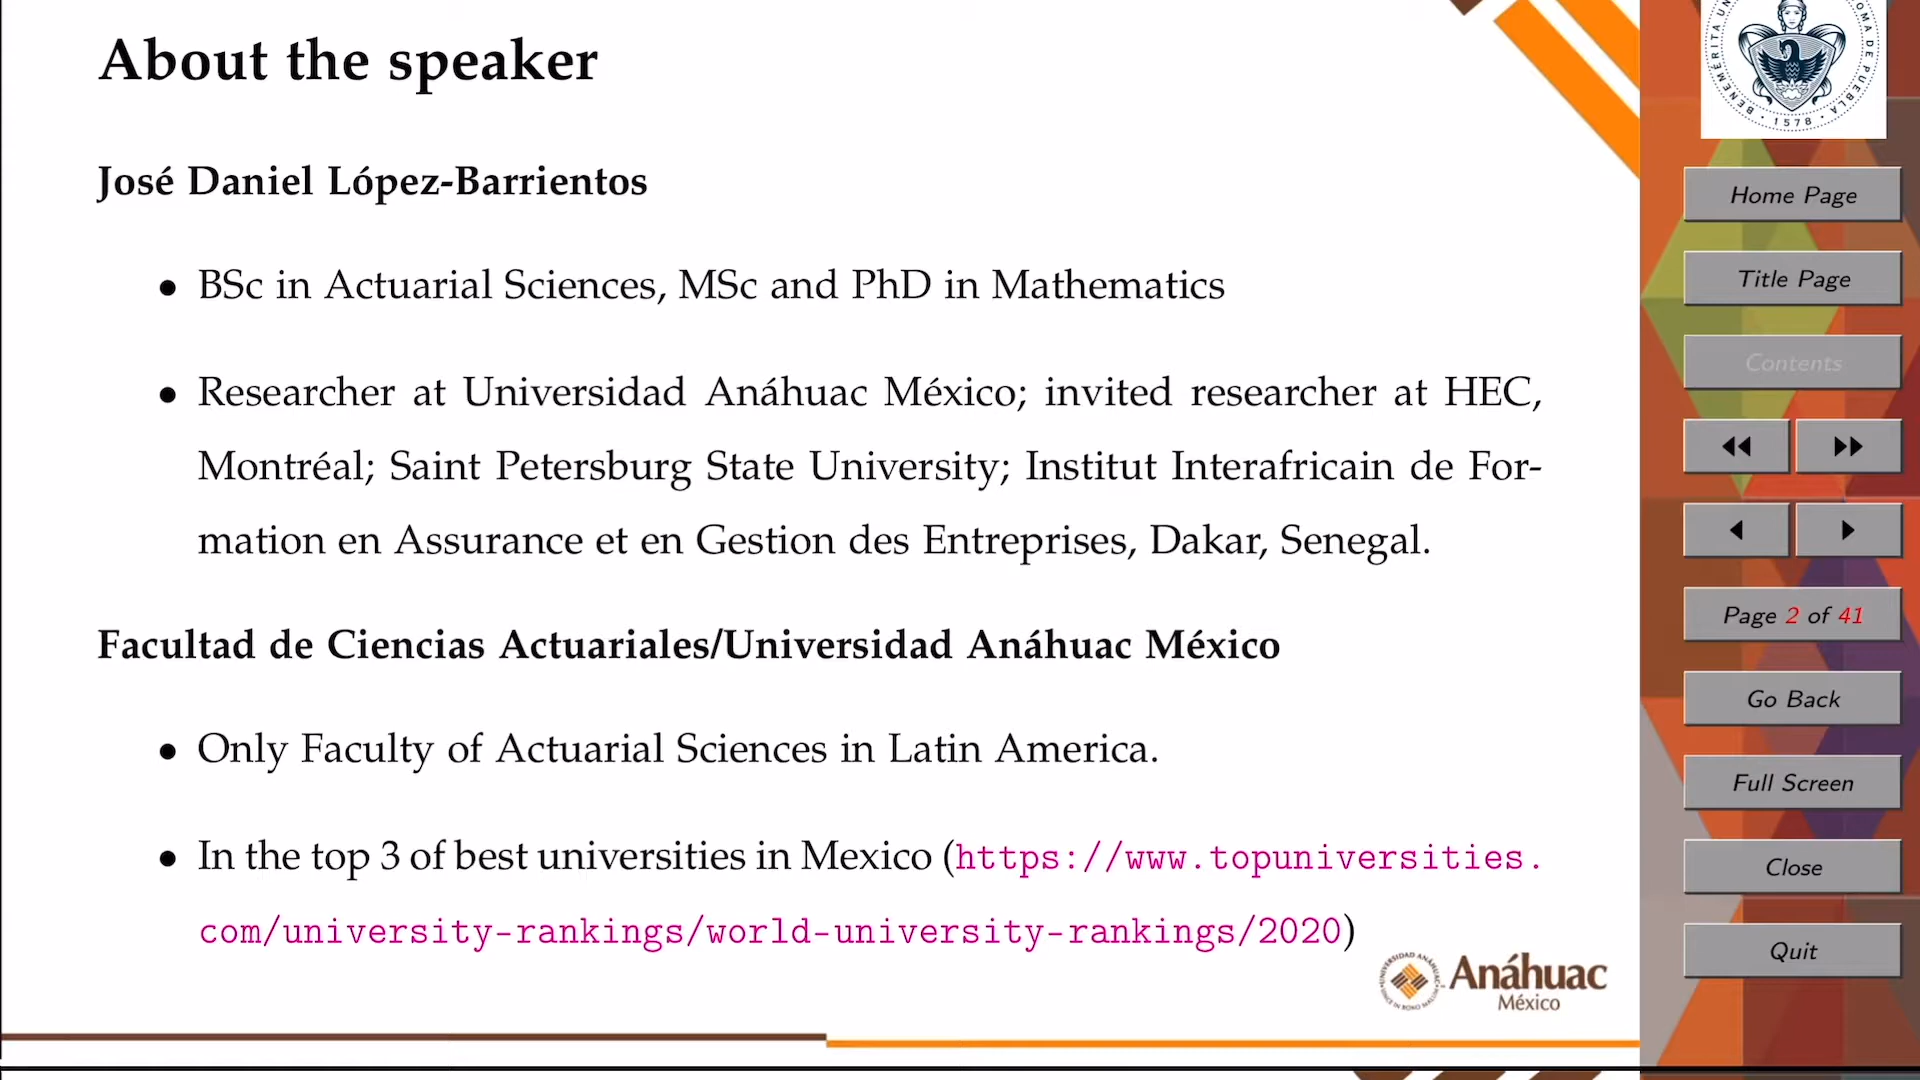 About the speaker
José Daniel López-Barrientos
• BSc in Actuarial Sciences, MSc and PhD in Mathematics
• Researcher at Universidad Anáhuac México; invited researcher at HEC,
Montréal; Saint Petersburg State University; Institut Interafricain de For-
mation en Assurance et en Gestion des Entreprises, Dakar, Senegal.
Facultad de Ciencias Actuariales/Universidad Anáhuac México
• Only Faculty of Actuarial Sciences in Latin America.
• In the top 3 of best universities in Mexico (https://www.topuniversities.
com/university-rankings/world-university-rankings/2020)
Anáhuac
México
DE PUEBLA
1578
Home Page
Title Page
Contents
Page 2 of 41
Go Back
Full Screen
Close
Quit